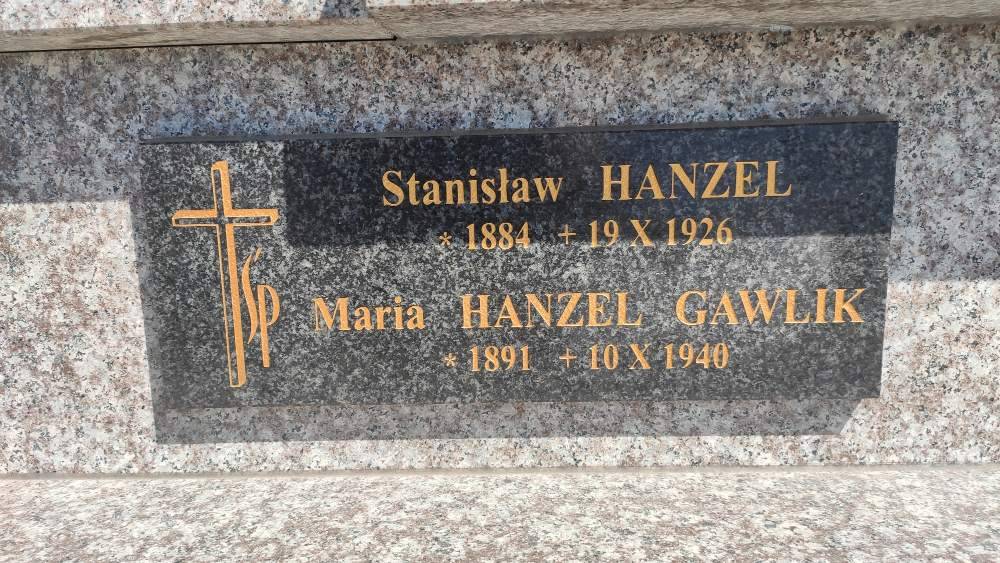 Śp
Stanisław HANZEL
* 1884 + 19 X 1926
Maria HANZEL GAWLIK
* 1891 + 10 X 1940